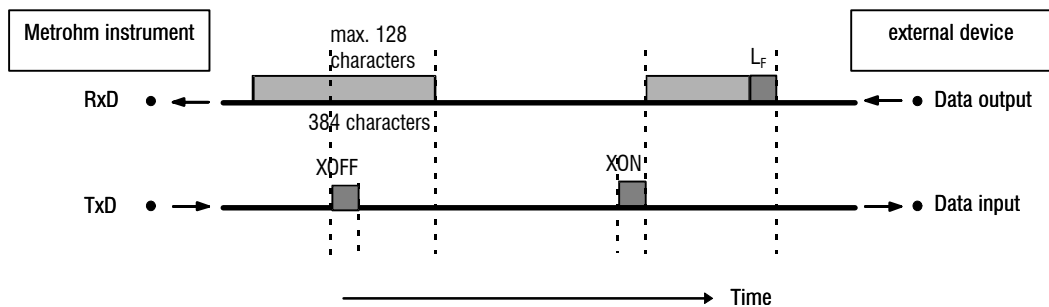 Metrohm instrument
max. 128
characters
external device
L_F
RxD
Data output
384 characters
XOFF
XON
TxD
Data input
Time